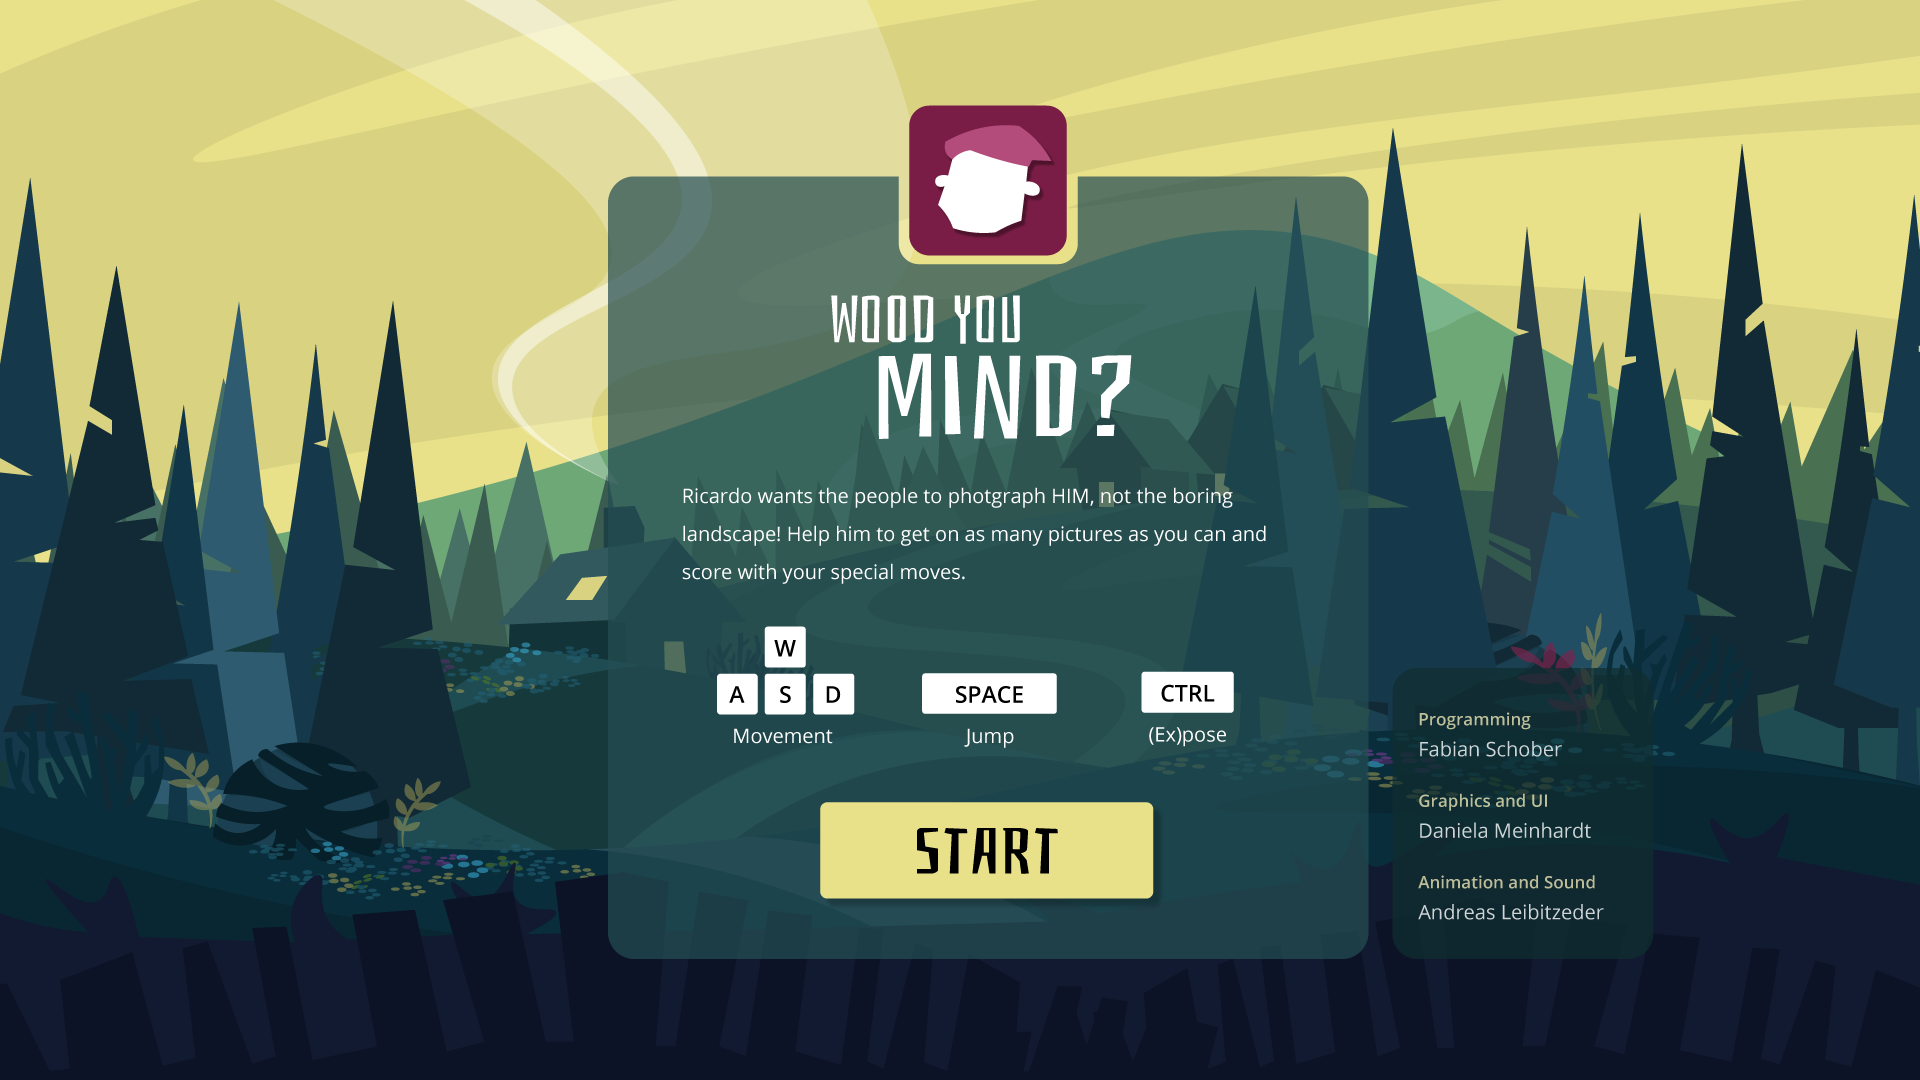 WOOD YOU
MIND?
Ricardo wants the people to photgraph HIM, not the boring
landscape! Help him to get on as many pictures as you can and
score with your special moves.
W
A S D
Movement
SPACE
Jump
CTRL
(Ex)pose
START
Programming
Fabian Schober
Graphics and UI
Daniela Meinhardt
Animation and Sound
Andreas Leibitzeder